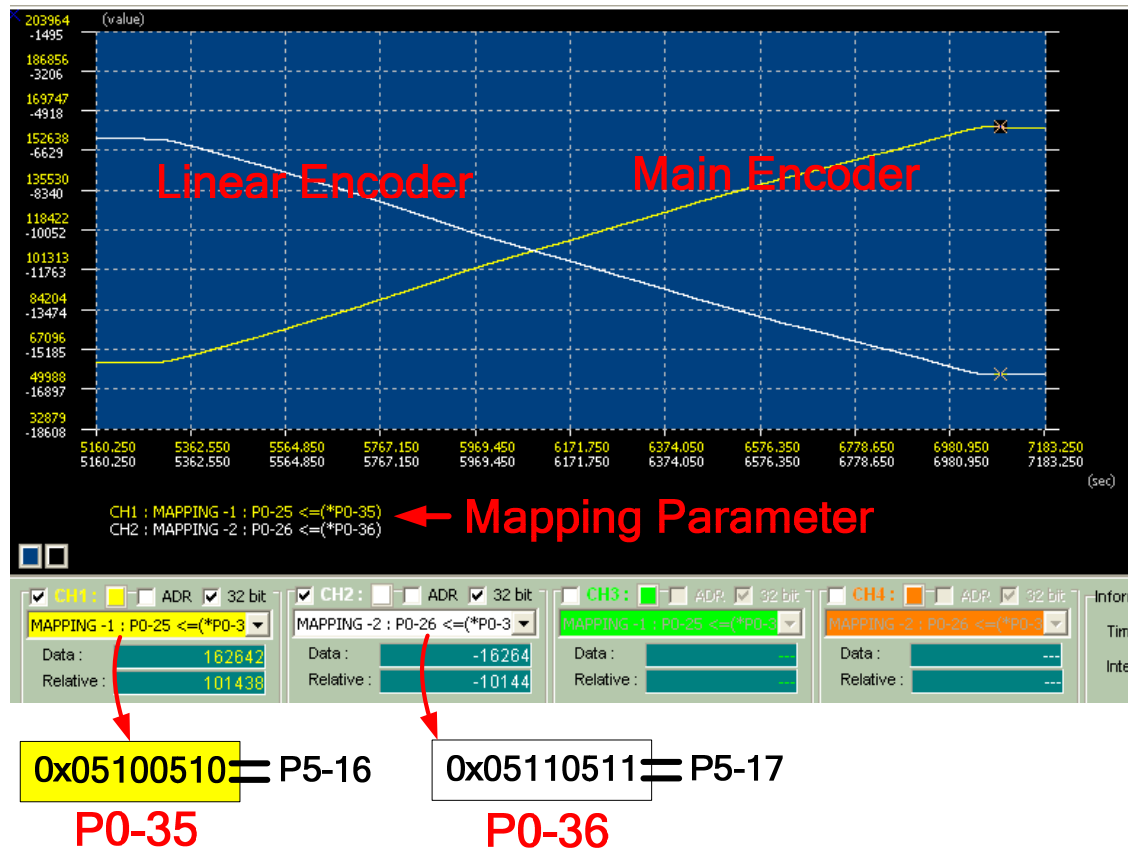 203964 (value)
-1495
186856
-3206
169747
-4918
152638
-6629
135530
-8340
118422
-10052
101313
-11763
84204
-13474
67096
-15185
49988
-16897
32879
-18608
Linear Encoder
Main Encoder
5160.250 5362.550 5564.850 5767.150 5969.450 6171.750 6374.050 6576.350 6778.650 6980.950 7183.250
5160.250 5362.550 5564.850 5767.150 5969.450 6171.750 6374.050 6576.350 6778.650 6980.950 7183.250
(sec)
CH1 : MAPPING -1 : P0-25 <=(*P0-35)
CH2 : MAPPING -2 : P0-26 <=(*P0-36)
Mapping Parameter
CH1 : ADR 32 bit CH2 : ADR 32 bit CH3 : ADR 32 bit CH4 : ADR 32 bit Infor
MAPPING -1 : P0-25 <=(*P0-3 MAPPING -2 : P0-26 <=(*P0-3 MAPPING -1 : P0-25 <=(*P0-3 MAPPING -2 : P0-26 <=(*P0-3 Tim
Data : 162642 Data : -16264 Data : --- Data : ---
Relative : 101438 Relative : -10144 Relative : --- Relative : --- Inte
0x05100510 = P5-16 0x05110511 = P5-17
P0-35 P0-36